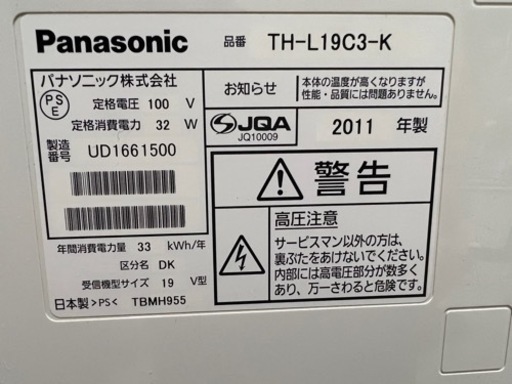 Panasonic 品番 TH-L19C3-K
パナソニック株式会社
PS
E
定格電圧 100 V
定格消費電力 32 W
製造番号 UD1661500
年間消費電力量 33 kWh/年
区分名 DK
受信機型サイズ 19 V型
日本製 >PS< TBMH955
お知らせ
本体の温度が高くなりますが
性能・品質には問題ありません。
JQA
JQ10009
2011 年製
警告
高圧注意
サービスマン以外の方は、
裏ぶたをあけないでください。
内部には高電圧部分が数多く
あり、万一さわると危険です。